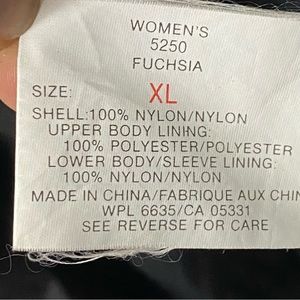 WOMEN'S
5250
FUCHSIA
SIZE: XL
SHELL:100% NYLON/NYLON
UPPER BODY LINING:
100% POLYESTER/POLYESTER
LOWER BODY/SLEEVE LINING:
100% NYLON/NYLON
MADE IN CHINA/FABRIQUE AUX CHIN
WPL 6635/CA 05331
SEE REVERSE FOR CARE